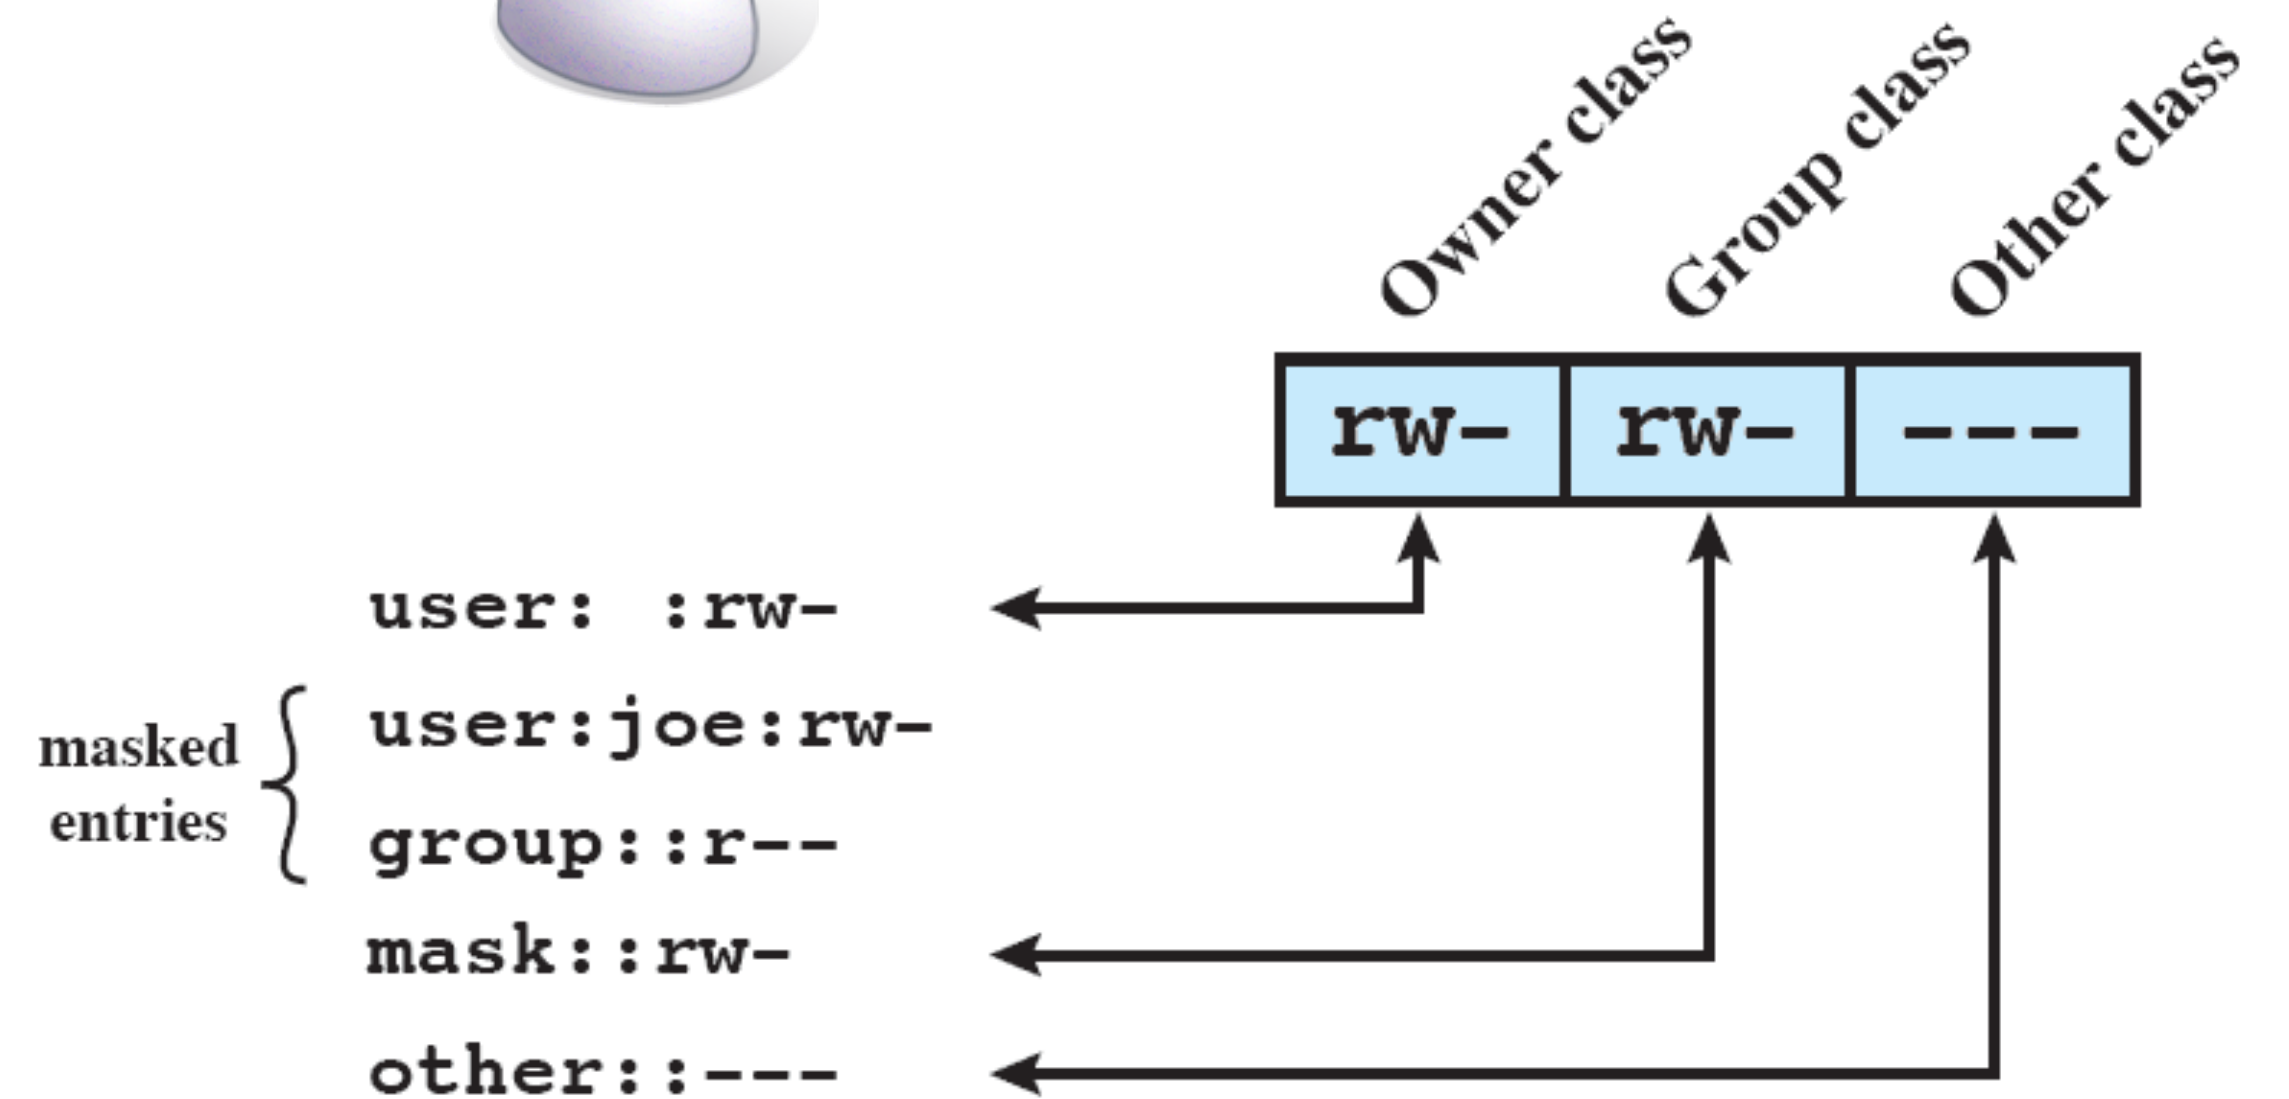 Owner class
Group class
Other class
rw- rw- ---
user: :rw-
masked
entries
user:joe:rw-
group::r--
mask::rw-
other::---